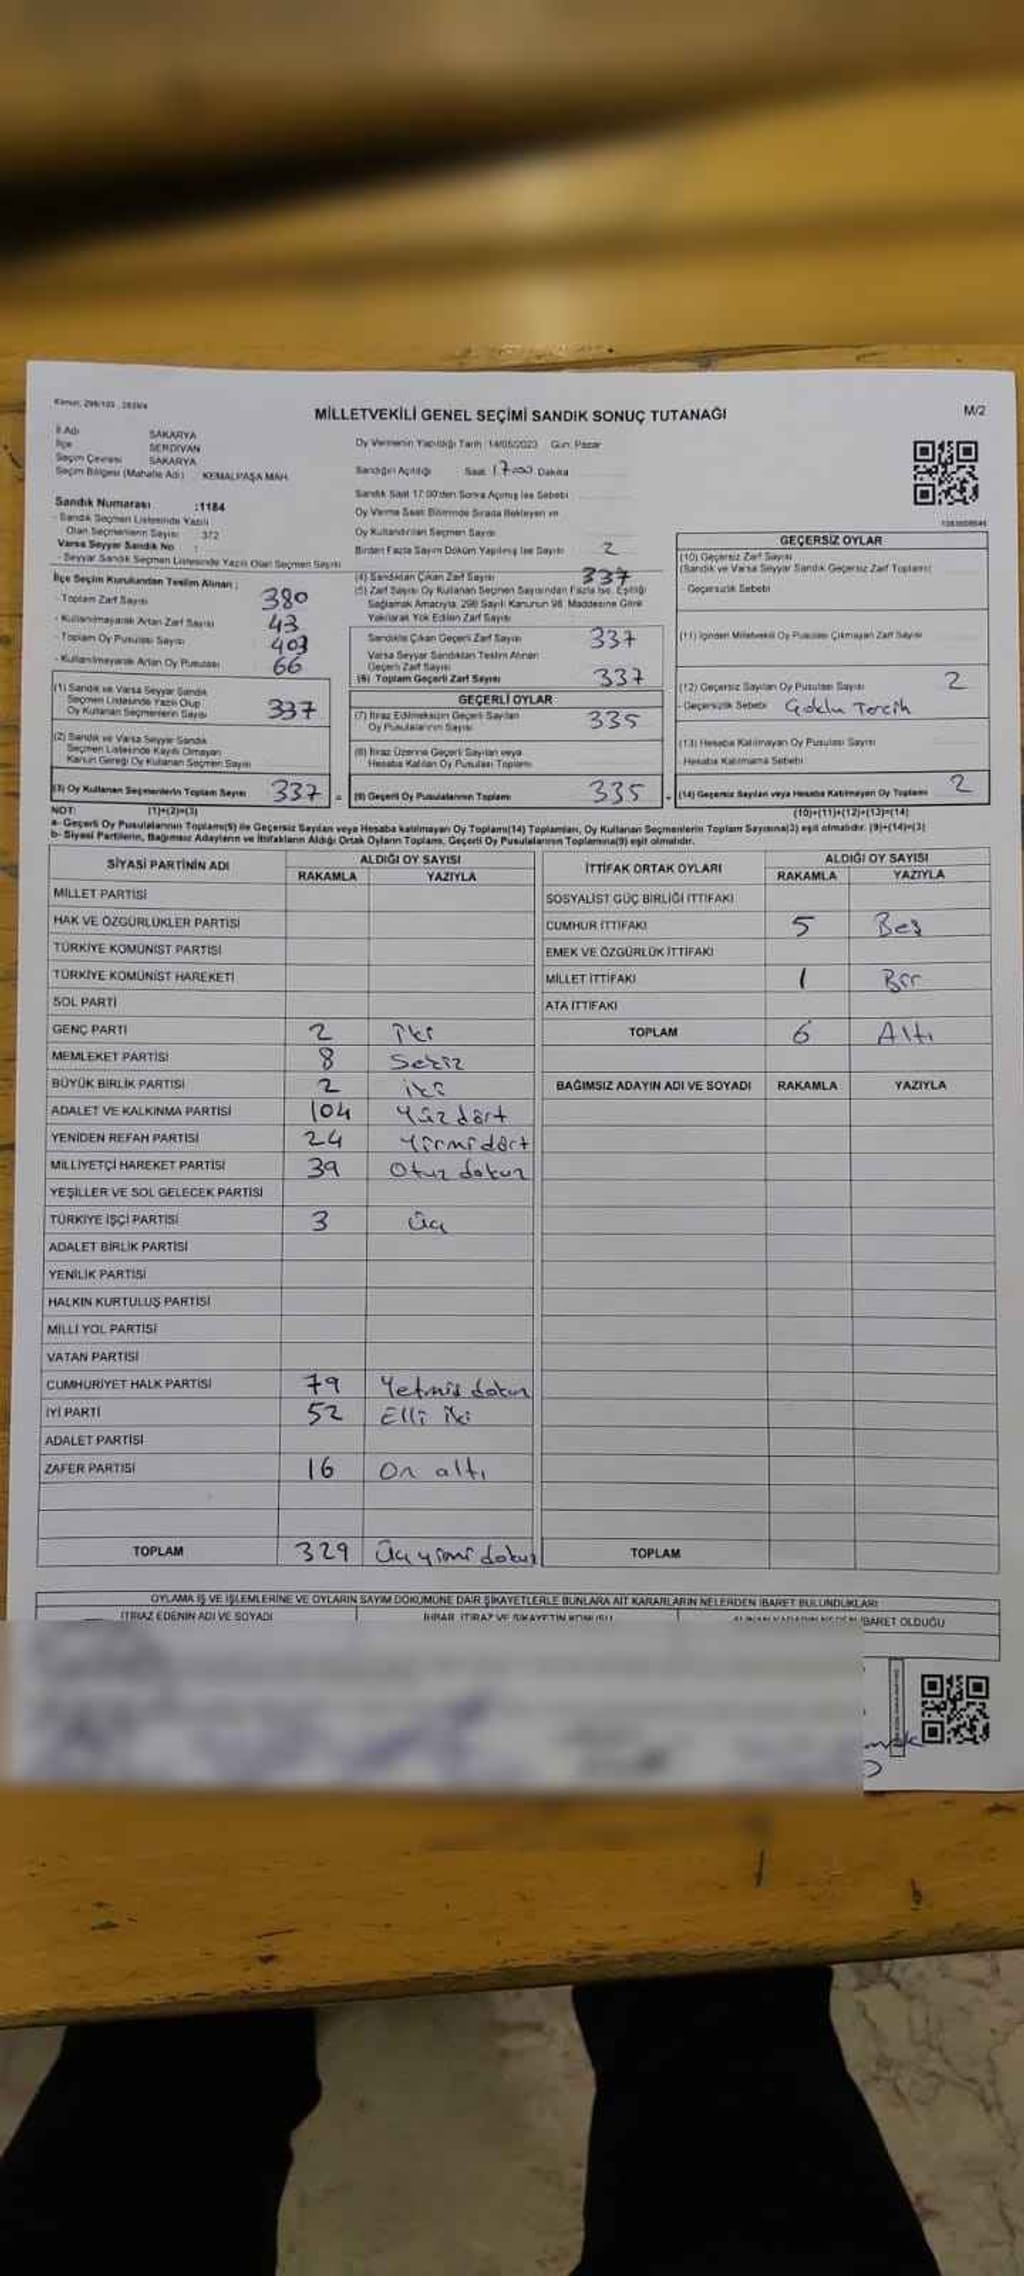 Kanun; 298/103 , 2839/4
MİLLETVEKİLİ GENEL SEÇİMİ SANDIK SONUÇ TUTANAĞI
M/2
İl Adı SAKARYA
İlçe SERDİVAN
Seçim Çevresi SAKARYA
Seçim Bölgesi (Mahalle Adı) : KEMALPAŞA MAH.
Oy Vermenin Yapıldığı Tarih :14/05/2023 Gün: Pazar
Sandığın Açıldığı Saat: 17:00 Dakika
Sandık Saat 17:00'den Sonra Açılmış İse Sebebi
Oy Verme Saati Bitiminde Sırada Bekleyen ve
Oy Kullandırılan Seçmen Sayısı
Birden Fazla Sayım Döküm Yapılmış İse Sayısı 2
Sandık Numarası :1184
- Sandık Seçmen Listesinde Yazılı
Olan Seçmenlerin Sayısı : 372
Varsa Seyyar Sandık No :
- Seyyar Sandık Seçmen Listesinde Yazılı Olan Seçmen Sayısı
İlçe Seçim Kurulundan Teslim Alınan :
- Toplam Zarf Sayısı 380
- Kullanılmayarak Artan Zarf Sayısı 43
- Toplam Oy Pusulası Sayısı 403
- Kullanılmayarak Artan Oy Pusulası 66
(1) Sandık ve Varsa Seyyar Sandık
Seçmen Listesinde Yazılı Olup
Oy Kullanan Seçmenlerin Sayısı 337
(2) Sandık ve Varsa Seyyar Sandık
Seçmen Listesinde Kayıtlı Olmayan
Kanun Gereği Oy Kullanan Seçmen Sayısı
(3) Oy Kullanan Seçmenlerin Toplam Sayısı 337 =
(4) Sandıktan Çıkan Zarf Sayısı 337
(5) Zarf Sayısı Oy Kullanan Seçmen Sayısından Fazla İse, Eşitliği
Sağlamak Amacıyla, 298 Sayılı Kanunun 98. Maddesine Göre
Yakılarak Yok Edilen Zarf Sayısı
Sandıkta Çıkan Geçerli Zarf Sayısı 337
Varsa Seyyar Sandıktan Teslim Alınan
Geçerli Zarf Sayısı
(6) Toplam Geçerli Zarf Sayısı 337
GEÇERLİ OYLAR
(7) İtiraz Edilmeksizin Geçerli Sayılan
Oy Pusulalarının Sayısı 335
(8) İtiraz Üzerine Geçerli Sayılan veya
Hesaba Katılan Oy Pusulası Toplamı
(9) Geçerli Oy Pusulalarının Toplamı 335
GEÇERSİZ OYLAR
(10) Geçersiz Zarf Sayısı
(Sandık ve Varsa Seyyar Sandık Geçersiz Zarf Toplamı)
- Geçersizlik Sebebi
(11) İçinden Milletvekili Oy Pusulası Çıkmayan Zarf Sayısı
(12) Geçersiz Sayılan Oy Pusulası Sayısı 2
- Geçersizlik Sebebi Çoklu Tercih
(13) Hesaba Katılmayan Oy Pusulası Sayısı
Hesaba Katılmama Sebebi
(14) Geçersiz Sayılan veya Hesaba Katılmayan Oy Toplamı 2
NOT: (1)+(2)=(3) (10)+(11)+(12)+(13)=(14)
a- Geçerli Oy Pusulalarının Toplamı(9) ile Geçersiz Sayılan veya Hesaba katılmayan Oy Toplamı(14) Toplamları, Oy Kullanan Seçmenlerin Toplam Sayısına(3) eşit olmalıdır. (9)+(14)=(3)
b- Siyasi Partilerin, Bağımsız Adayların ve İttifakların Aldığı Ortak Oyların Toplamı, Geçerli Oy Pusulalarının Toplamına(9) eşit olmalıdır.
SİYASİ PARTİNİN ADI ALDIĞI OY SAYISI
RAKAMLA YAZIYLA
MİLLET PARTİSİ
HAK VE ÖZGÜRLÜKLER PARTİSİ
TÜRKİYE KOMÜNİST PARTİSİ
TÜRKİYE KOMÜNİST HAREKETİ
SOL PARTİ
GENÇ PARTİ 2 İki
MEMLEKET PARTİSİ 8 Sekiz
BÜYÜK BİRLİK PARTİSİ 2 iki
ADALET VE KALKINMA PARTİSİ 104 Yüz dört
YENİDEN REFAH PARTİSİ 24 Yirmi dört
MİLLİYETÇİ HAREKET PARTİSİ 39 Otuz dokuz
YEŞİLLER VE SOL GELECEK PARTİSİ
TÜRKİYE İŞÇİ PARTİSİ 3 Üç
ADALET BİRLİK PARTİSİ
YENİLİK PARTİSİ
HALKIN KURTULUŞ PARTİSİ
MİLLİ YOL PARTİSİ
VATAN PARTİSİ
CUMHURİYET HALK PARTİSİ 79 Yetmiş dokuz
İYİ PARTİ 52 Elli iki
ADALET PARTİSİ
ZAFER PARTİSİ 16 On altı
TOPLAM 329 Üç yirmi dokuz
İTTİFAK ORTAK OYLARI ALDIĞI OY SAYISI
RAKAMLA YAZIYLA
SOSYALİST GÜÇ BİRLİĞİ İTTİFAKI
CUMHUR İTTİFAKI 5 Beş
EMEK VE ÖZGÜRLÜK İTTİFAKI
MİLLET İTTİFAKI 1 Bir
ATA İTTİFAKI
TOPLAM 6 Altı
BAĞIMSIZ ADAYIN ADI VE SOYADI RAKAMLA YAZIYLA
TOPLAM
OYLAMA İŞ VE İŞLEMLERİNE VE OYLARIN SAYIM DÖKÜMÜNE DAİR ŞİKAYETLERLE BUNLARA AİT KARARLARIN NELERDEN İBARET BULUNDUKLARI
İTİRAZ EDENİN ADI VE SOYADI
İHBAR, İTİRAZ VE ŞİKAYETİN KONUSU
İBARET OLDUĞU